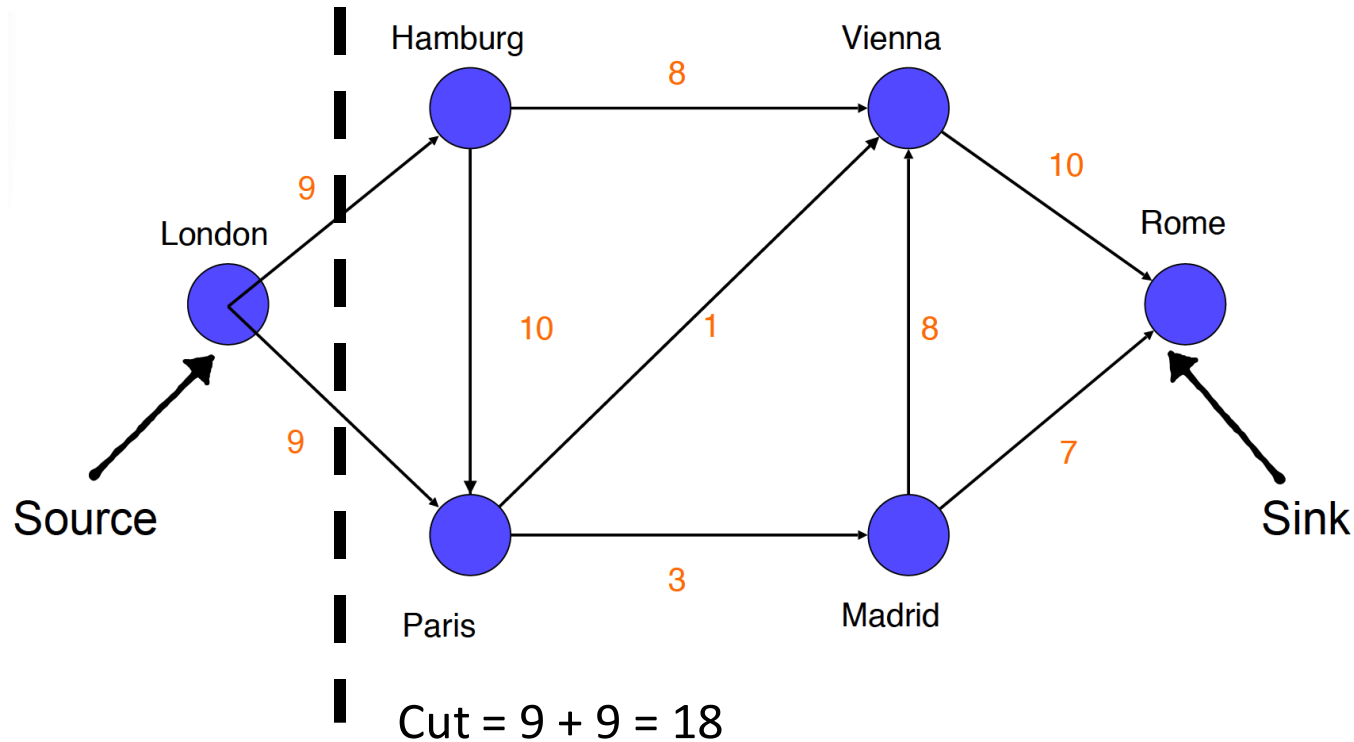 Hamburg
Vienna
8
9
10
London
Rome
10
1
8
9
7
Source
Sink
3
Paris
Madrid
Cut = 9 + 9 = 18